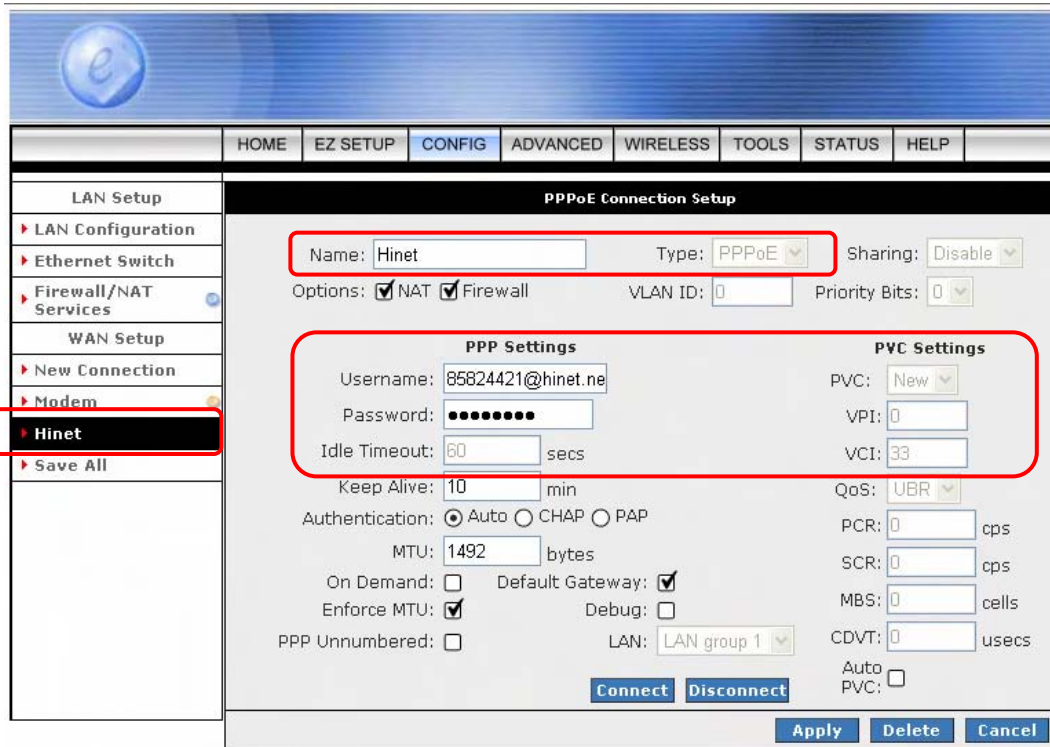 e
HOME EZ SETUP CONFIG ADVANCED WIRELESS TOOLS STATUS HELP
LAN Setup
LAN Configuration
Ethernet Switch
Firewall/NAT
Services
WAN Setup
New Connection
Modem
Hinet
Save All
PPPoE Connection Setup
Name: Hinet Type: PPPoE Sharing: Disable
Options: NAT Firewall VLAN ID: 0 Priority Bits: 0
PPP Settings PVC Settings
Username: 85824421@hinet.ne PVC: New
Password: ●●●●●●●● VPI: 0
Idle Timeout: 60 secs VCI: 33
Keep Alive: 10 min QoS: UBR
Authentication: Auto CHAP PAP PCR: 0 cps
MTU: 1492 bytes SCR: 0 cps
On Demand: Default Gateway: MBS: 0 cells
Enforce MTU: Debug:
PPP Unnumbered: LAN: LAN group 1 CDVT: 0 usecs
Auto
PVC:
Connect Disconnect
Apply Delete Cancel